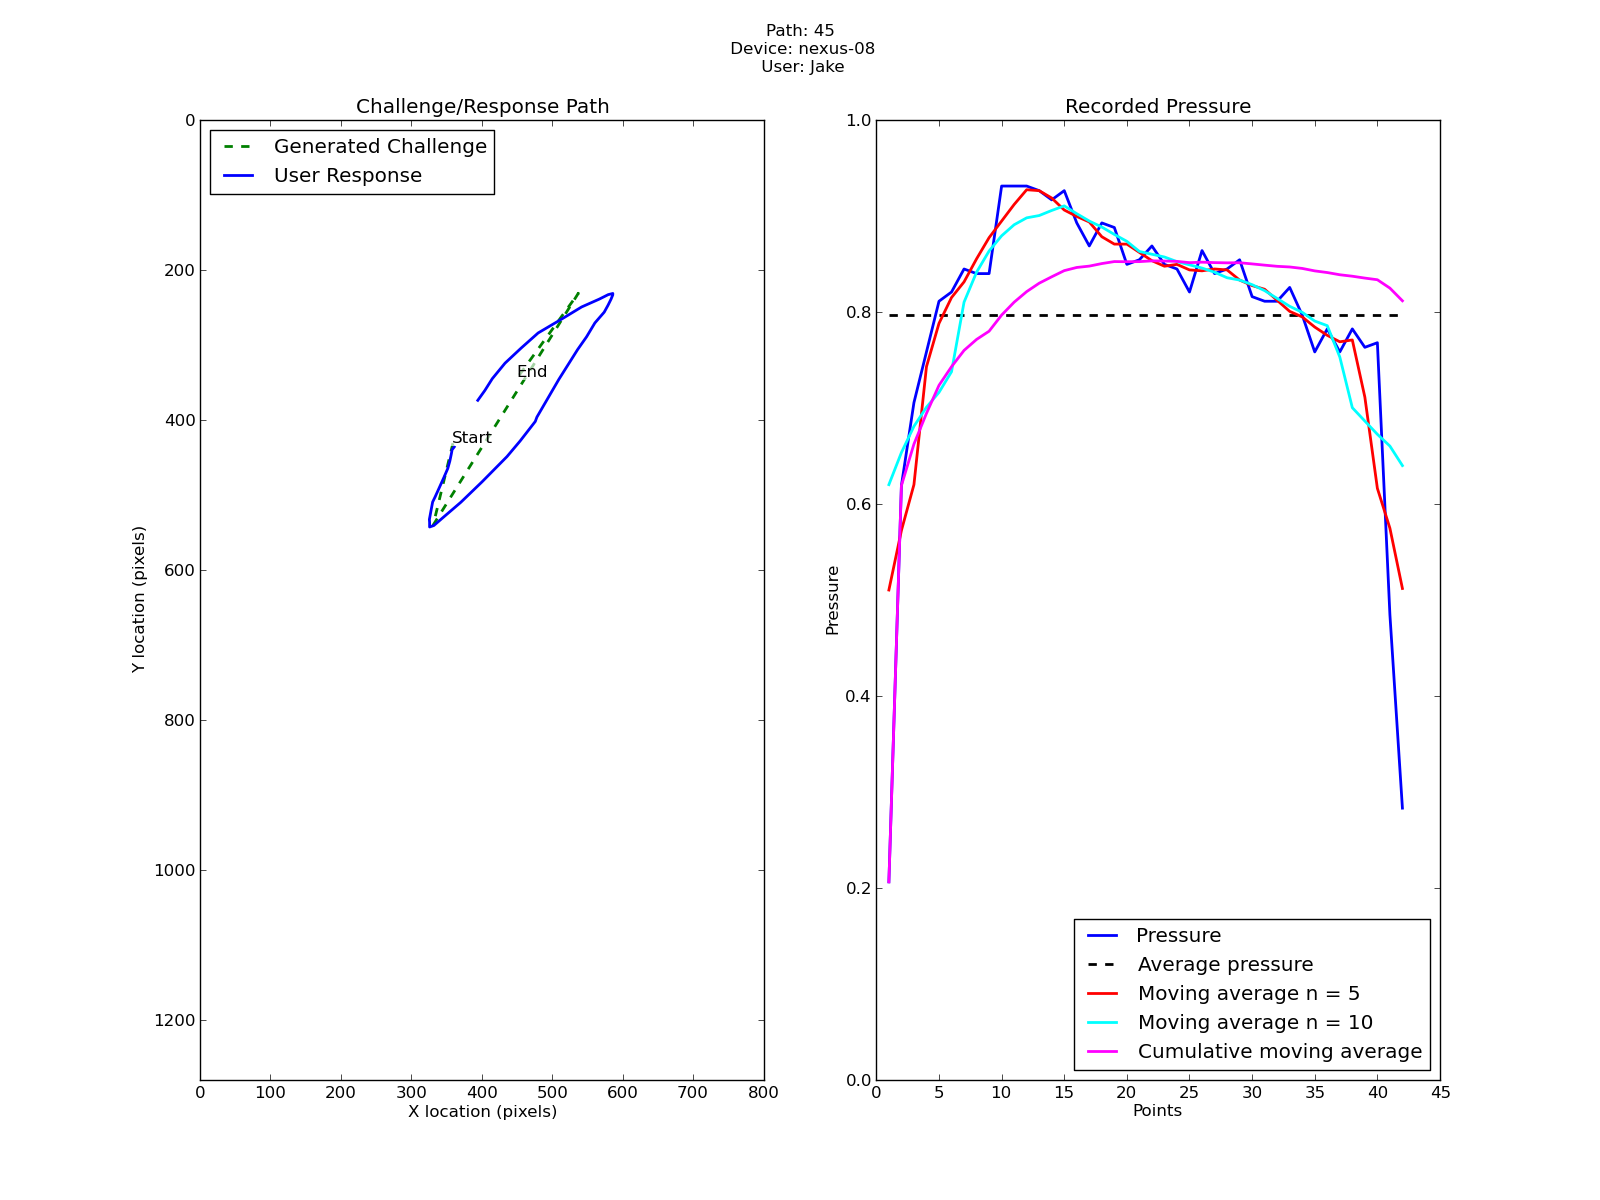 Path: 45
Device: nexus-08
User: Jake
Challenge/Response Path
Generated Challenge
User Response
End
Start
0
200
400
600
800
1000
1200
Y location (pixels)
0 100 200 300 400 500 600 700 800
X location (pixels)
Recorded Pressure
1.0
0.8
0.6
0.4
0.2
0.0
Pressure
Pressure
Average pressure
Moving average n = 5
Moving average n = 10
Cumulative moving average
0 5 10 15 20 25 30 35 40 45
Points